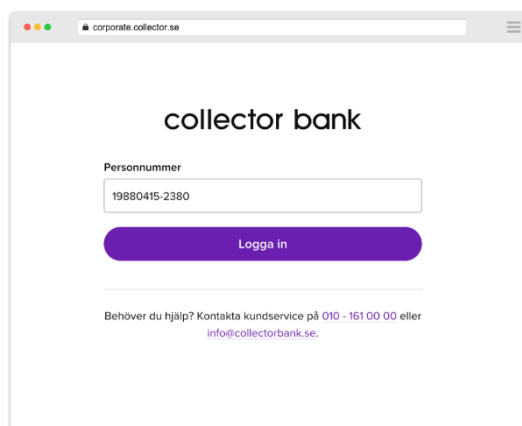 corporate.collector.se
collector bank
Personnummer
19880415-2380
Logga in
Behöver du hjälp? Kontakta kundservice på 010 - 161 00 00 eller
info@collectorbank.se.